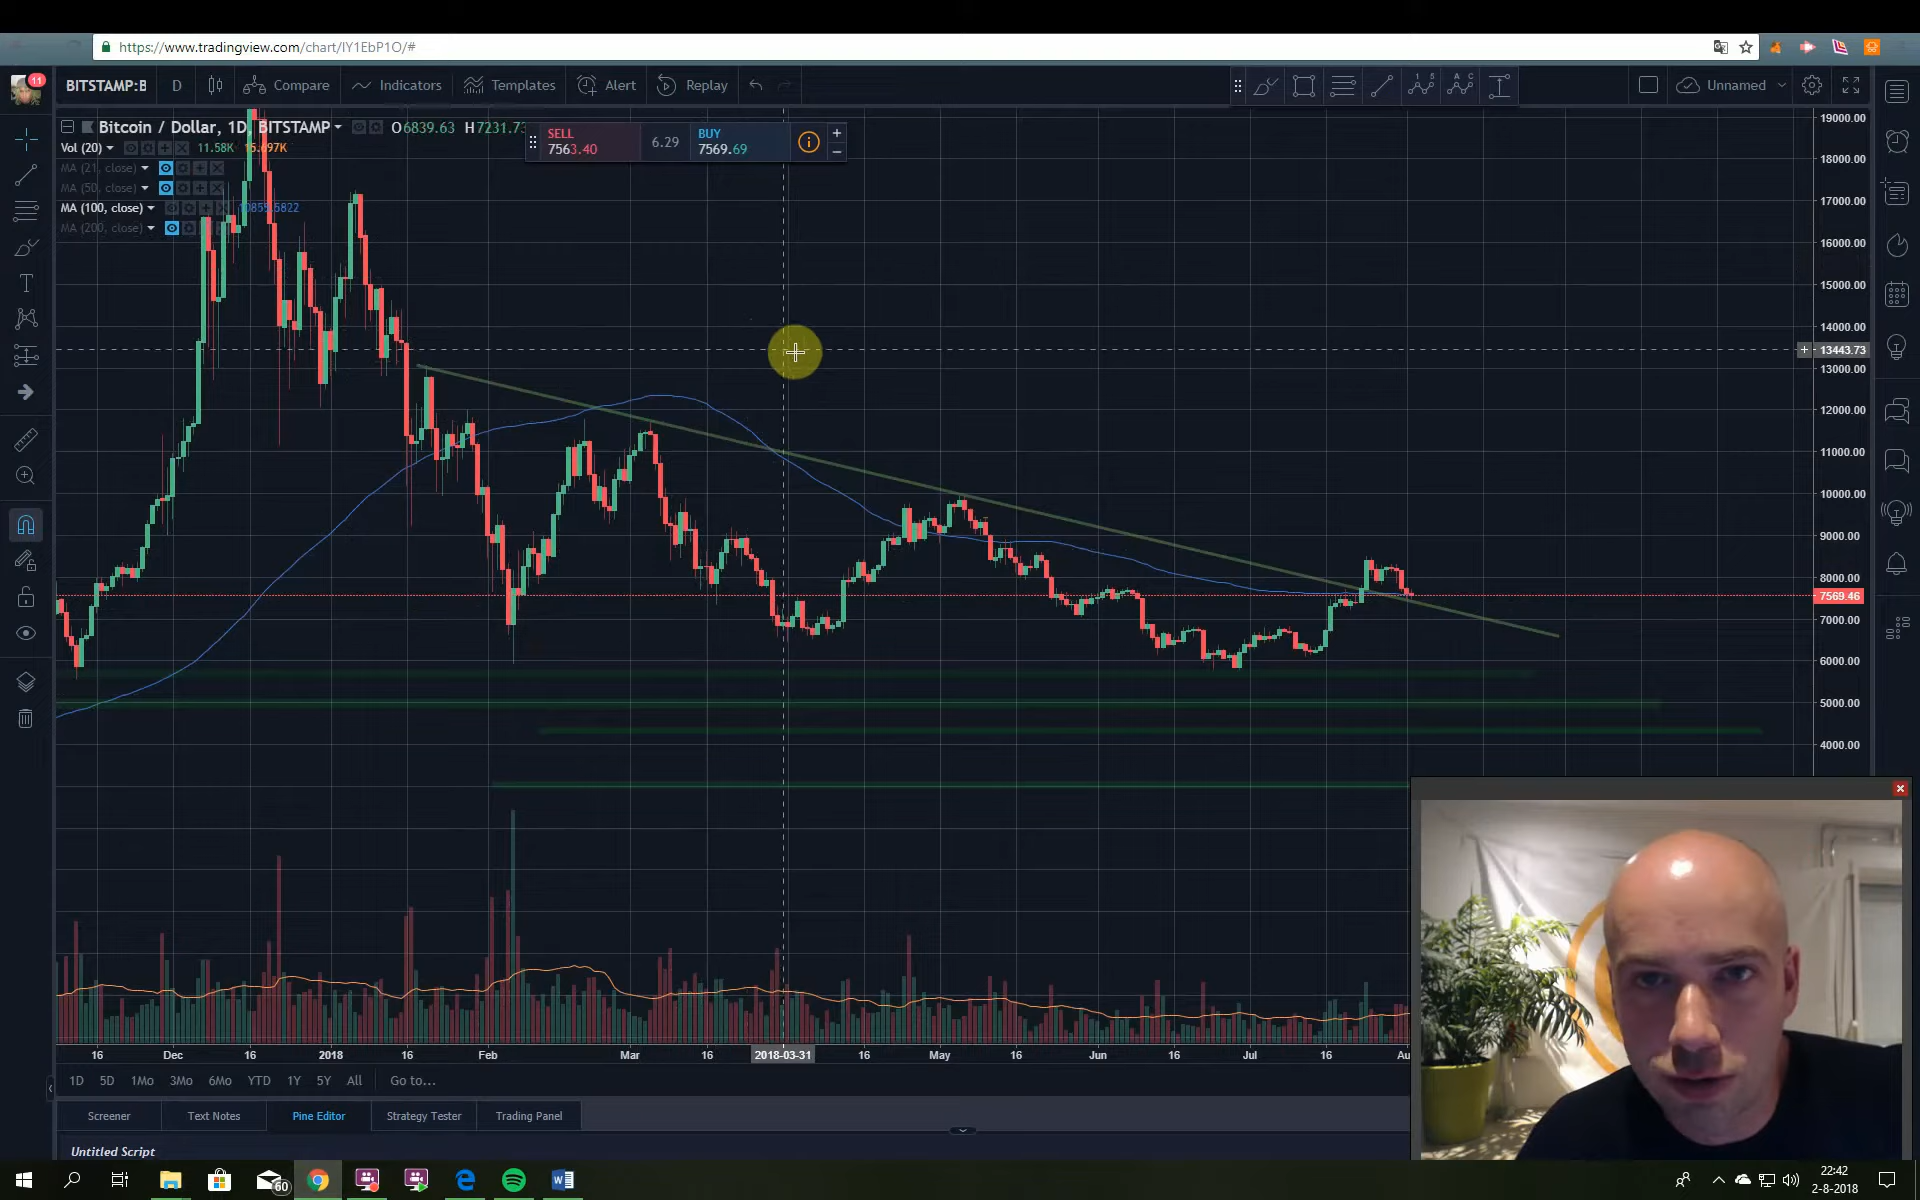 https://www.tradingview.com/chart/IY1EbP1O/#
11
BITSTAMP:B
D
Compare
Indicators
Templates
Alert
Replay
Unnamed
Bitcoin / Dollar, 1D, BITSTAMP
O6839.63 H7231.73
SELL
7563.40
6.29
BUY
7569.69
Vol (20)
11.58K
MA (21, close)
MA (50, close)
MA (100, close)
MA (200, close)
19000.00
18000.00
17000.00
16000.00
15000.00
14000.00
13443.73
13000.00
12000.00
11000.00
10000.00
9000.00
8000.00
7569.46
7000.00
6000.00
5000.00
4000.00
16 Dec 16 2018 16 Feb Mar 16 2018-03-31 16 May 16 Jun 16 Jul 16
1D 5D 1Mo 3Mo 6Mo YTD 1Y 5Y All Go to...
Screener Text Notes Pine Editor Strategy Tester Trading Panel
Untitled Script
60
22:42
2-8-2018